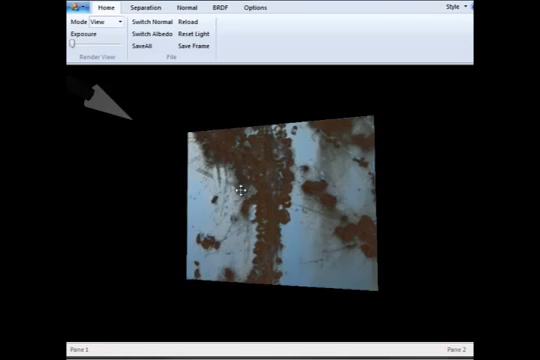 Home Separation Normal BRDF Options Style
Mode View Switch Normal Reload
Exposure Switch Albedo Reset Light
SaveAll Save Frame
Render View File
Pane 1 Pane 2